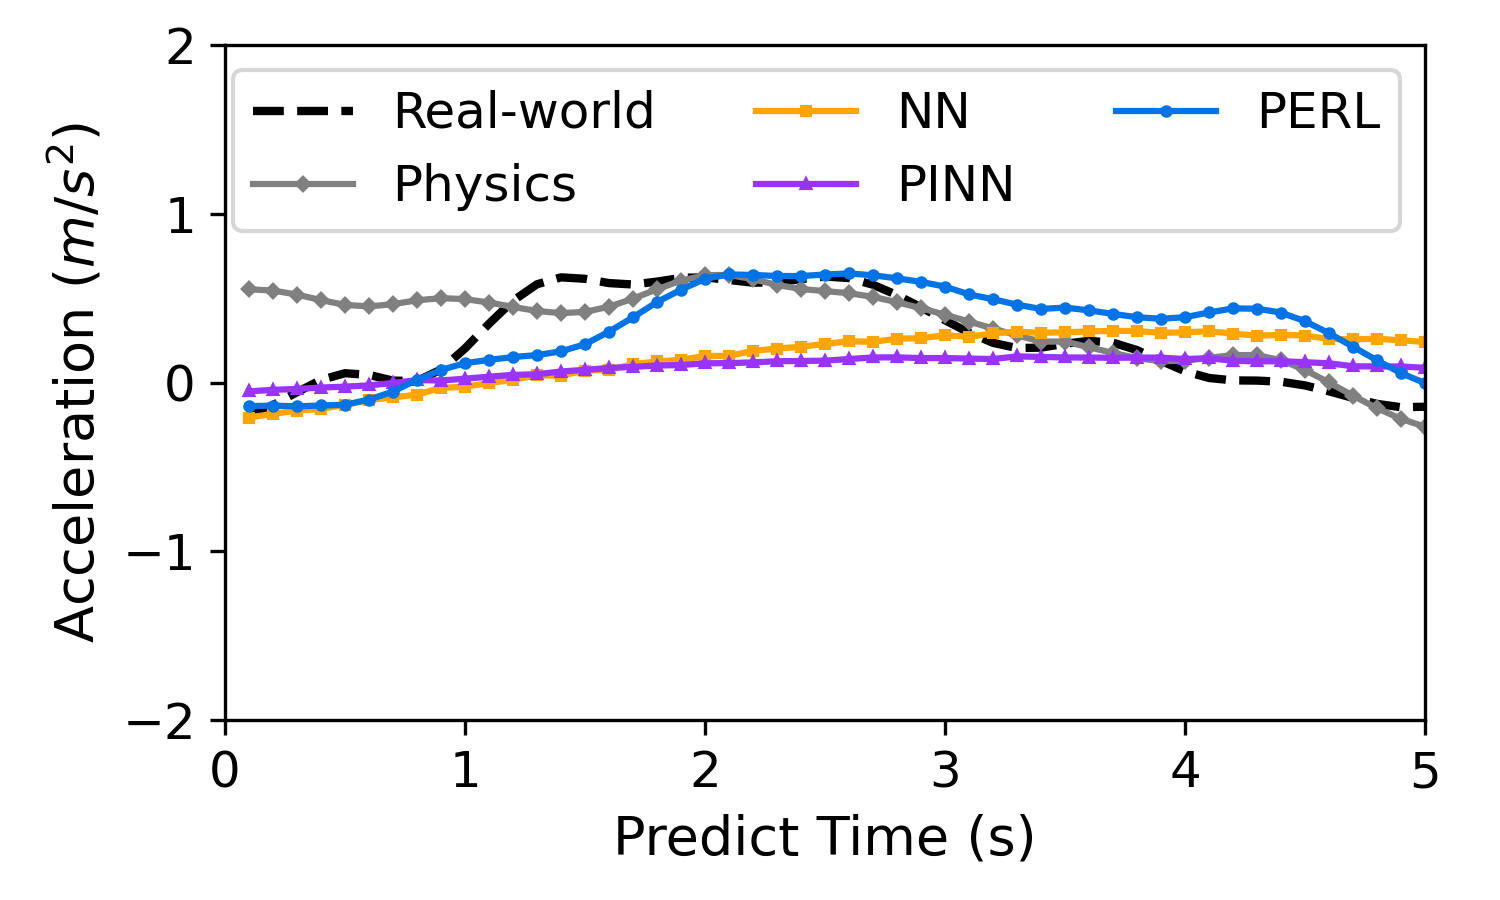 2
1
0
−1
−2
Acceleration (m/s²)
Real-world
Physics
NN
PINN
PERL
0 1 2 3 4 5
Predict Time (s)